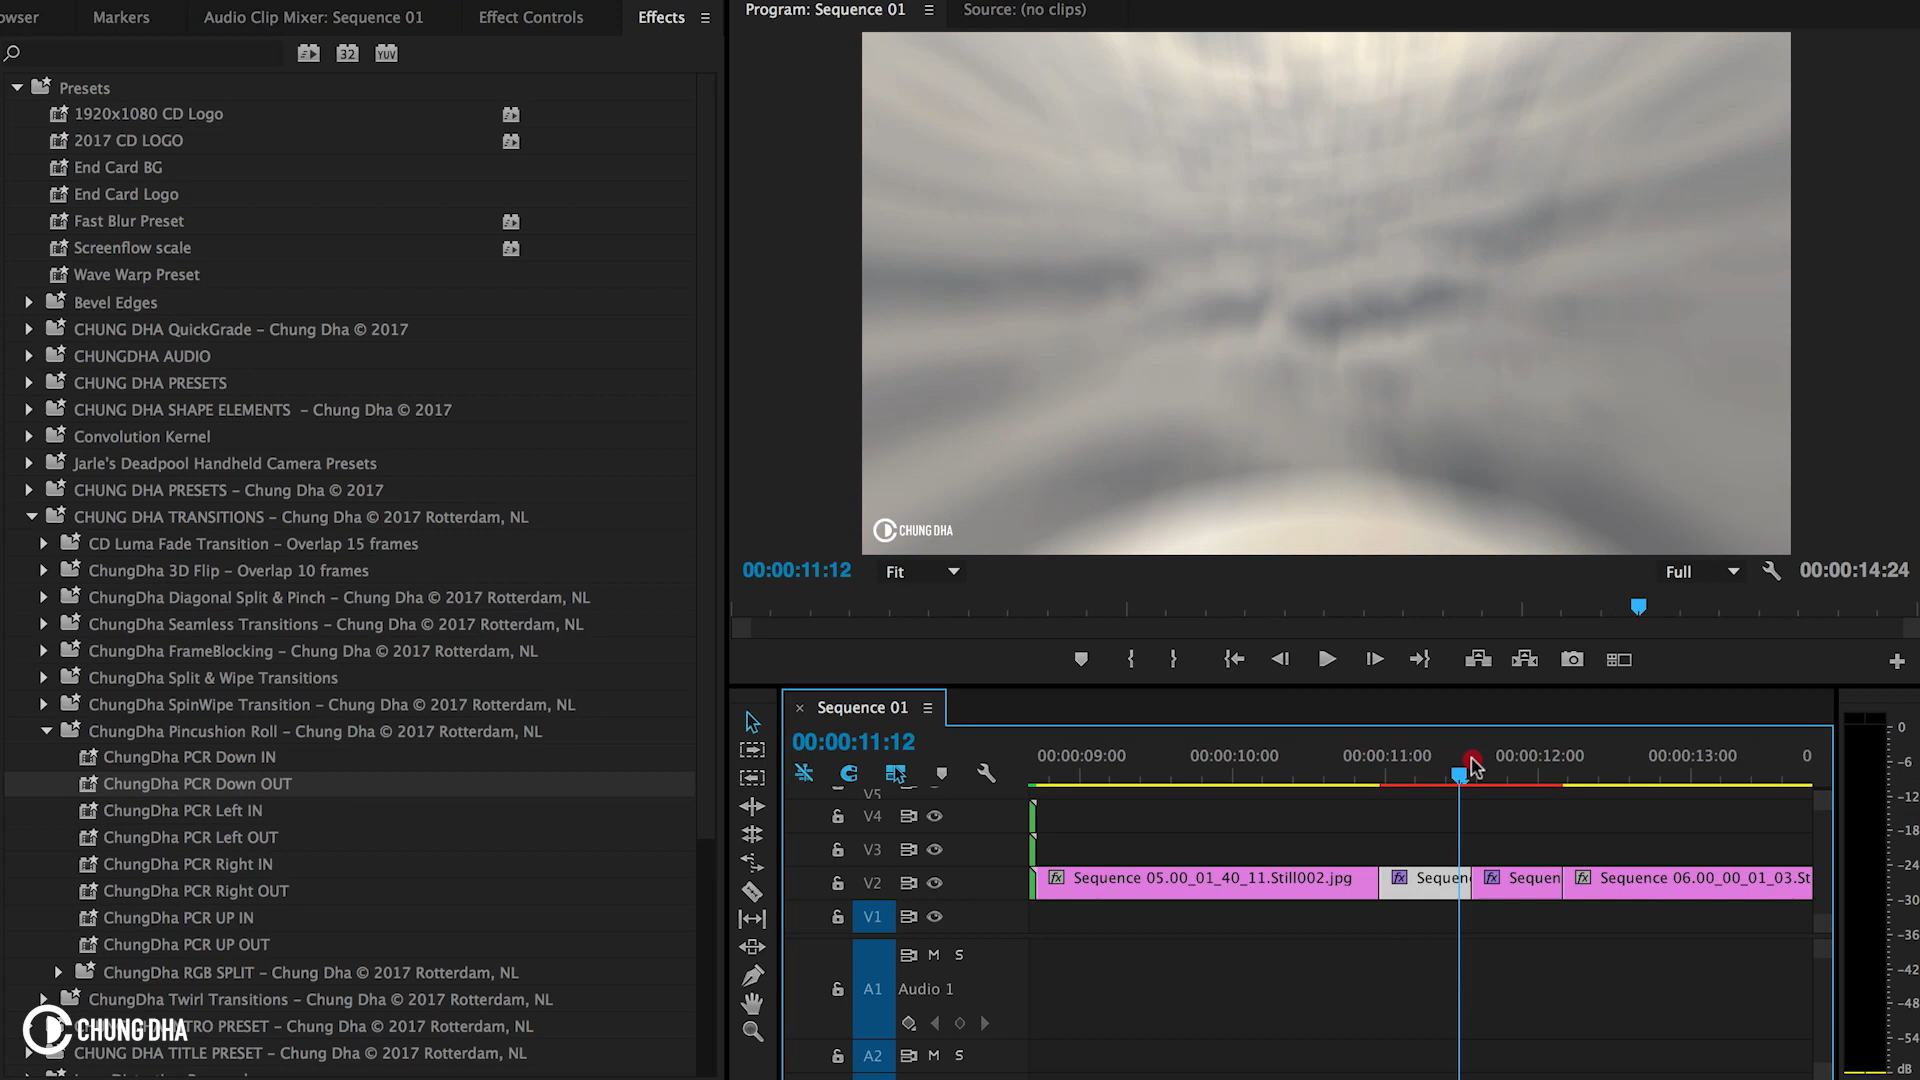 owser
Markers
Audio Clip Mixer: Sequence 01
Effect Controls
Effects
Program: Sequence 01
Source: (no clips)
32
YUV
Presets
1920x1080 CD Logo
2017 CD LOGO
End Card BG
End Card Logo
Fast Blur Preset
Screenflow scale
Wave Warp Preset
Bevel Edges
CHUNG DHA QuickGrade – Chung Dha © 2017
CHUNGDHA AUDIO
CHUNG DHA PRESETS
CHUNG DHA SHAPE ELEMENTS – Chung Dha © 2017
Convolution Kernel
Jarle's Deadpool Handheld Camera Presets
CHUNG DHA PRESETS – Chung Dha © 2017
CHUNG DHA TRANSITIONS – Chung Dha © 2017 Rotterdam, NL
CD Luma Fade Transition – Overlap 15 frames
ChungDha 3D Flip – Overlap 10 frames
ChungDha Diagonal Split & Pinch – Chung Dha © 2017 Rotterdam, NL
ChungDha Seamless Transitions – Chung Dha © 2017 Rotterdam, NL
ChungDha FrameBlocking – Chung Dha © 2017 Rotterdam, NL
ChungDha Split & Wipe Transitions
ChungDha SpinWipe Transition – Chung Dha © 2017 Rotterdam, NL
ChungDha Pincushion Roll – Chung Dha © 2017 Rotterdam, NL
ChungDha PCR Down IN
ChungDha PCR Down OUT
ChungDha PCR Left IN
ChungDha PCR Left OUT
ChungDha PCR Right IN
ChungDha PCR Right OUT
ChungDha PCR UP IN
ChungDha PCR UP OUT
ChungDha RGB SPLIT – Chung Dha © 2017 Rotterdam, NL
ChungDha Twirl Transitions – Chung Dha © 2017 Rotterdam, NL
TRO PRESET – Chung Dha © 2017 Rotterdam, NL
CHUNG DHA TITLE PRESET – Chung Dha © 2017 Rotterdam, NL
CHUNG DHA
CHUNG DHA
00:00:11:12
Fit
Full
00:00:14:24
Sequence 01
00:00:11:12
00:00:09:00
00:00:10:00
00:00:11:00
00:00:12:00
00:00:13:00
0
V5
V4
V3
V2
Sequence 05.00_01_40_11.Still002.jpg
Sequen
Sequen
Sequence 06.00_00_01_03.St
V1
M S
A1 Audio 1
A2 M S
0
-6
-12
-18
-24
-30
-36
-42
-48
-54
dB